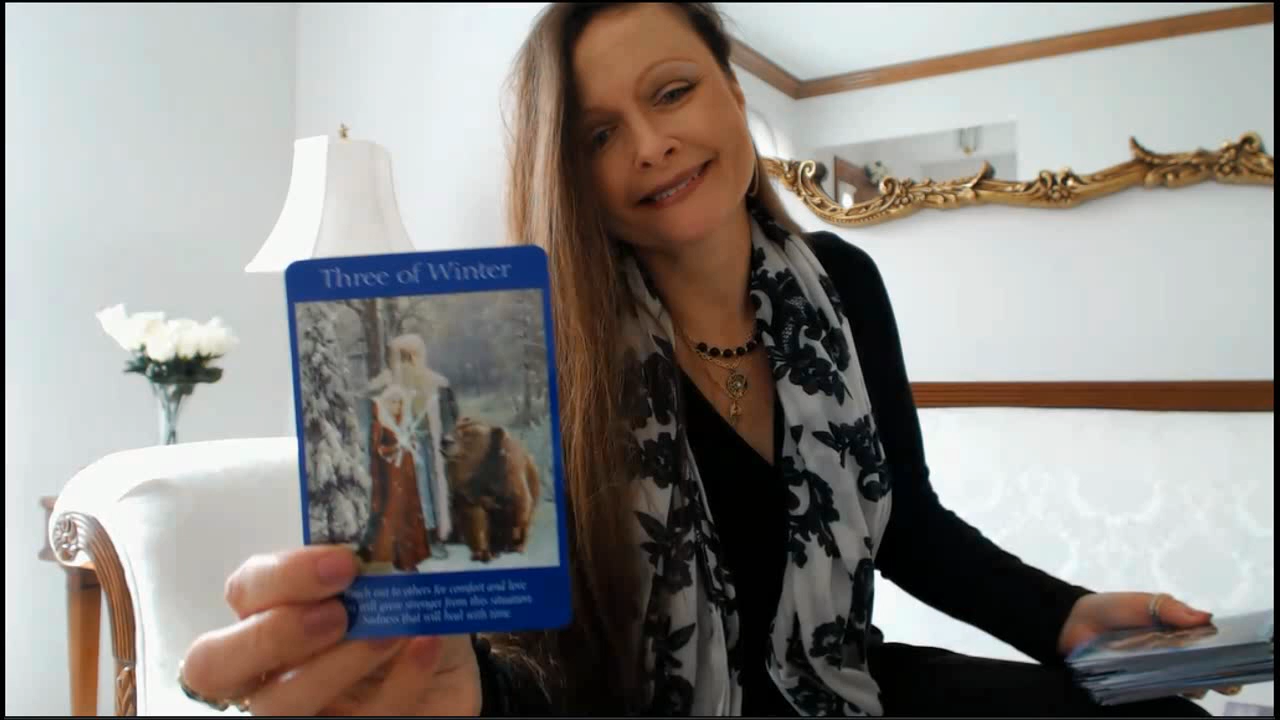 Three of Winter
out to others for comfort and love
will grow stronger from this situation
Sadness that will heal with time